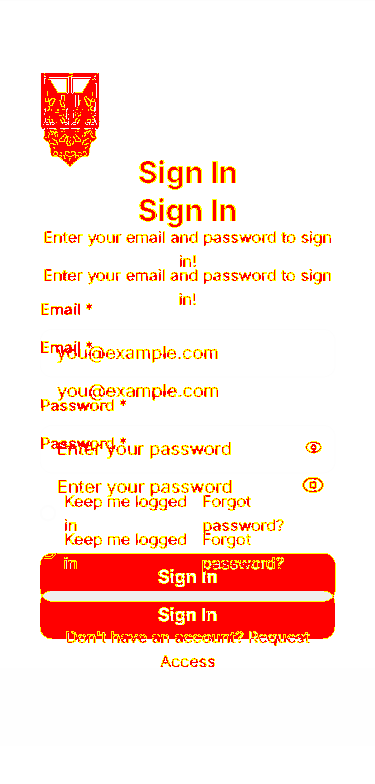 Sign In
Sign In
Enter your email and password to sign
in!
Enter your email and password to sign
in!
Email *
Email *
you@example.com
you@example.com
Password *
Password *
Enter your password
Enter your password
Keep me logged Forgot
in password?
Keep me logged Forgot
in password?
Sign In
Sign In
Don't have an account? Request
Access